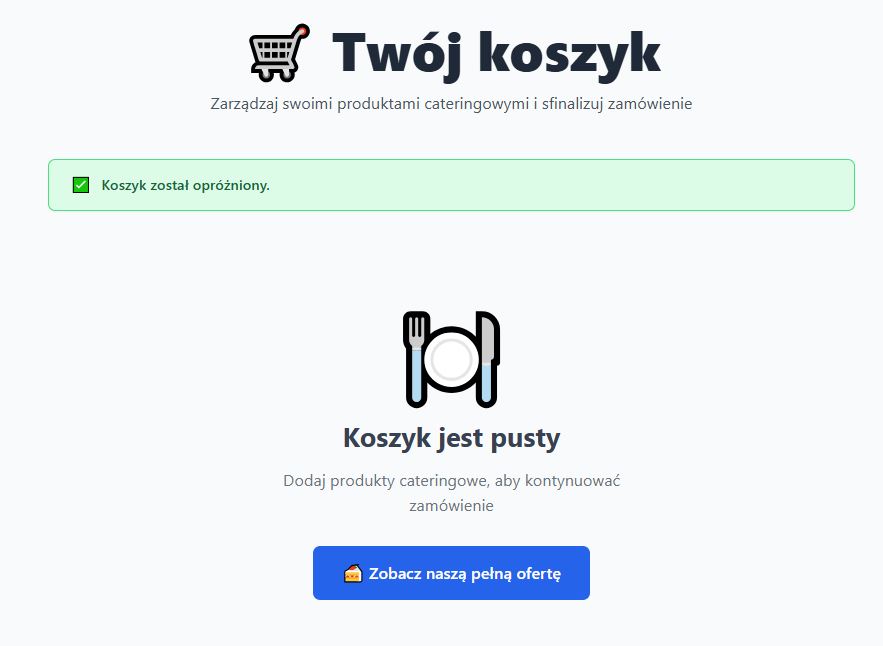 Twój koszyk
Zarządzaj swoimi produktami cateringowymi i sfinalizuj zamówienie
Koszyk został opróżniony.
Koszyk jest pusty
Dodaj produkty cateringowe, aby kontynuować
zamówienie
Zobacz naszą pełną ofertę